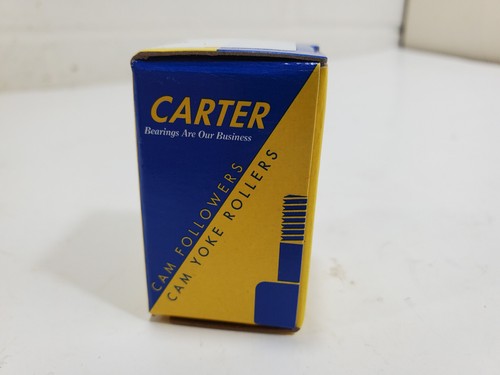 CARTER
Bearings Are Our Business
CAM FOLLOWERS
CAM YOKE ROLLERS